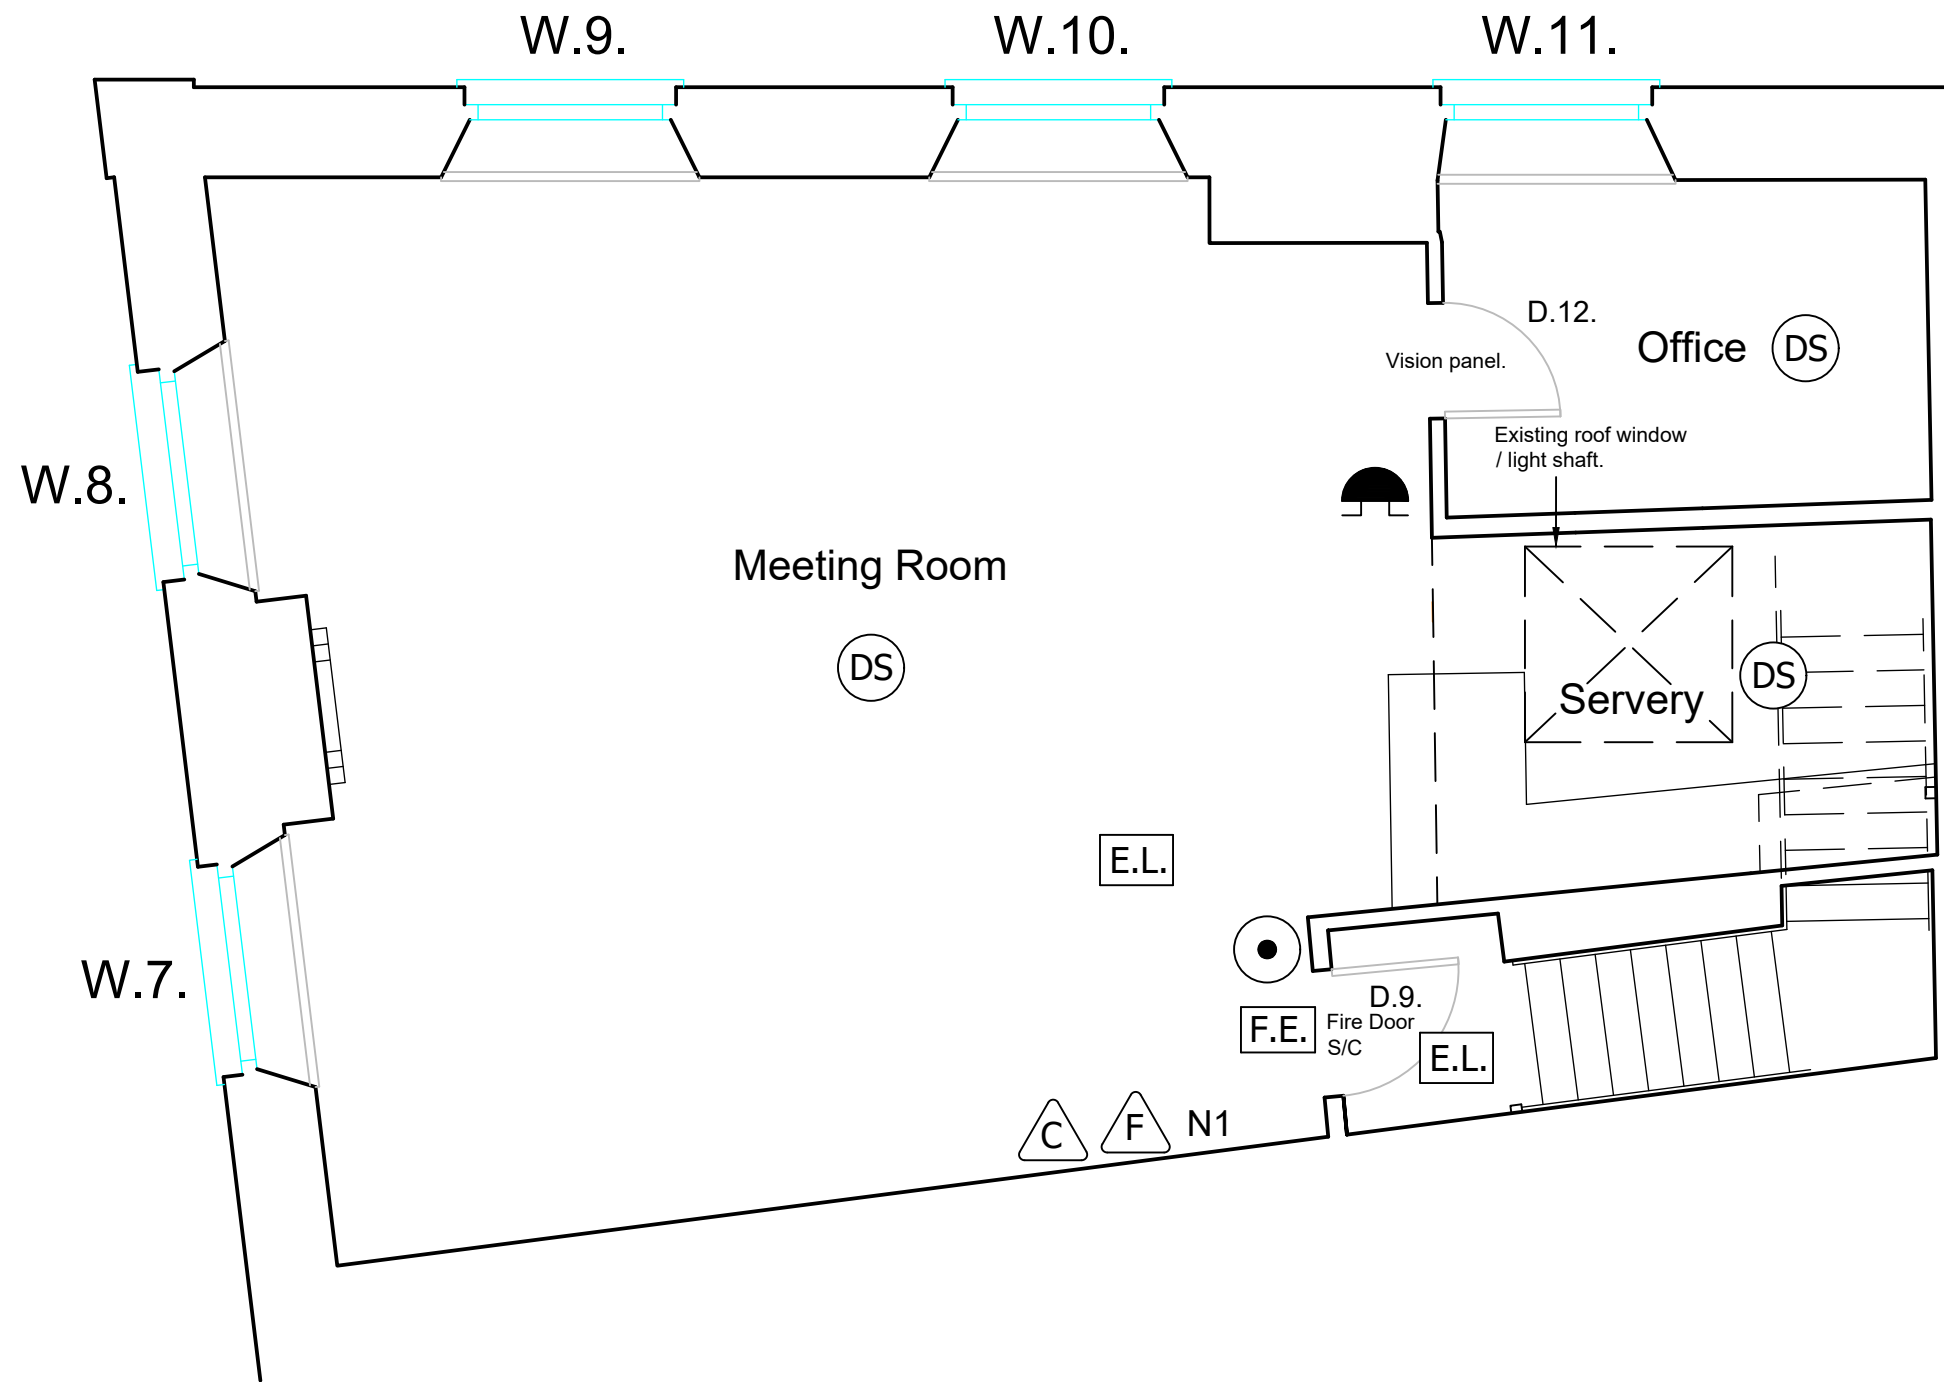 W.9.
W.10.
W.11.
D.12.
Office
DS
Vision panel.
Existing roof window
/ light shaft.
W.8.
Meeting Room
DS
DS
Servery
E.L.
W.7.
D.9.
F.E.
Fire Door
S/C
E.L.
C
F
N1